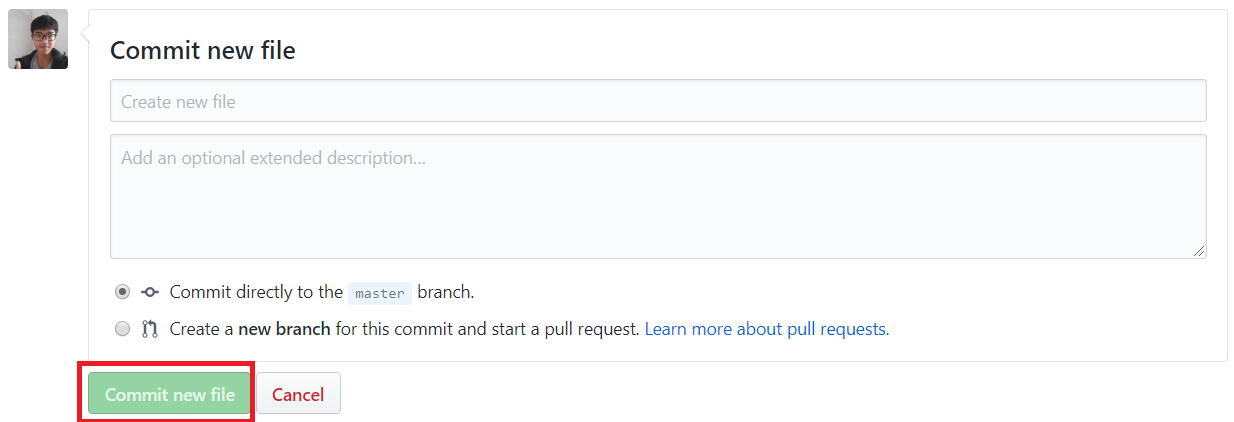 Commit new file
Create new file
Add an optional extended description...
Commit directly to the master branch.
Create a new branch for this commit and start a pull request. Learn more about pull requests.
Commit new file Cancel